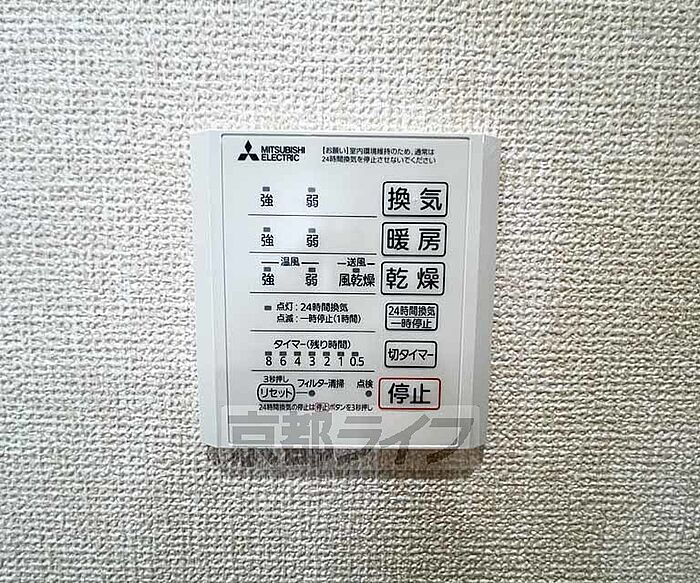 MITSUBISHI
ELECTRIC
【お願い】室内環境維持のため、通常は
24時間換気を停止させないでください
強 弱 換気
強 弱 暖房
温風 送風
強 弱 風乾燥 乾燥
点灯:24時間換気
点滅:一時停止(1時間)
24時間換気
一時停止
タイマー(残り時間)
8 6 4 3 2 1 0.5
切タイマー
3秒押し
リセット フィルター清掃 点検
停止
24時間換気の停止は停止ボタンを3秒押し
京都ライフ